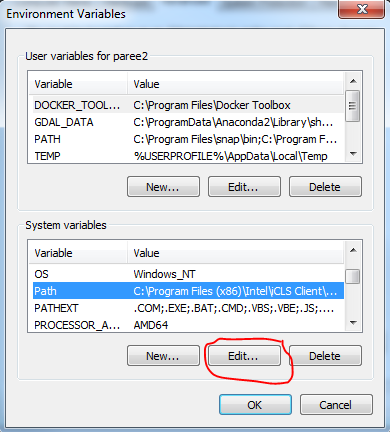 Environment Variables
User variables for paree2
Variable Value
DOCKER_TOOL... C:\Program Files\Docker Toolbox
GDAL_DATA C:\ProgramData\Anaconda2\Library\sh...
PATH C:\Program Files\snap\bin;C:\Program F...
TEMP %USERPROFILE%\AppData\Local\Temp
New... Edit... Delete
System variables
Variable Value
OS Windows_NT
Path C:\Program Files (x86)\Intel\iCLS Client\...
PATHEXT .COM;.EXE;.BAT;.CMD;.VBS;.VBE;.JS;....
PROCESSOR_A... AMD64
New... Edit... Delete
OK Cancel